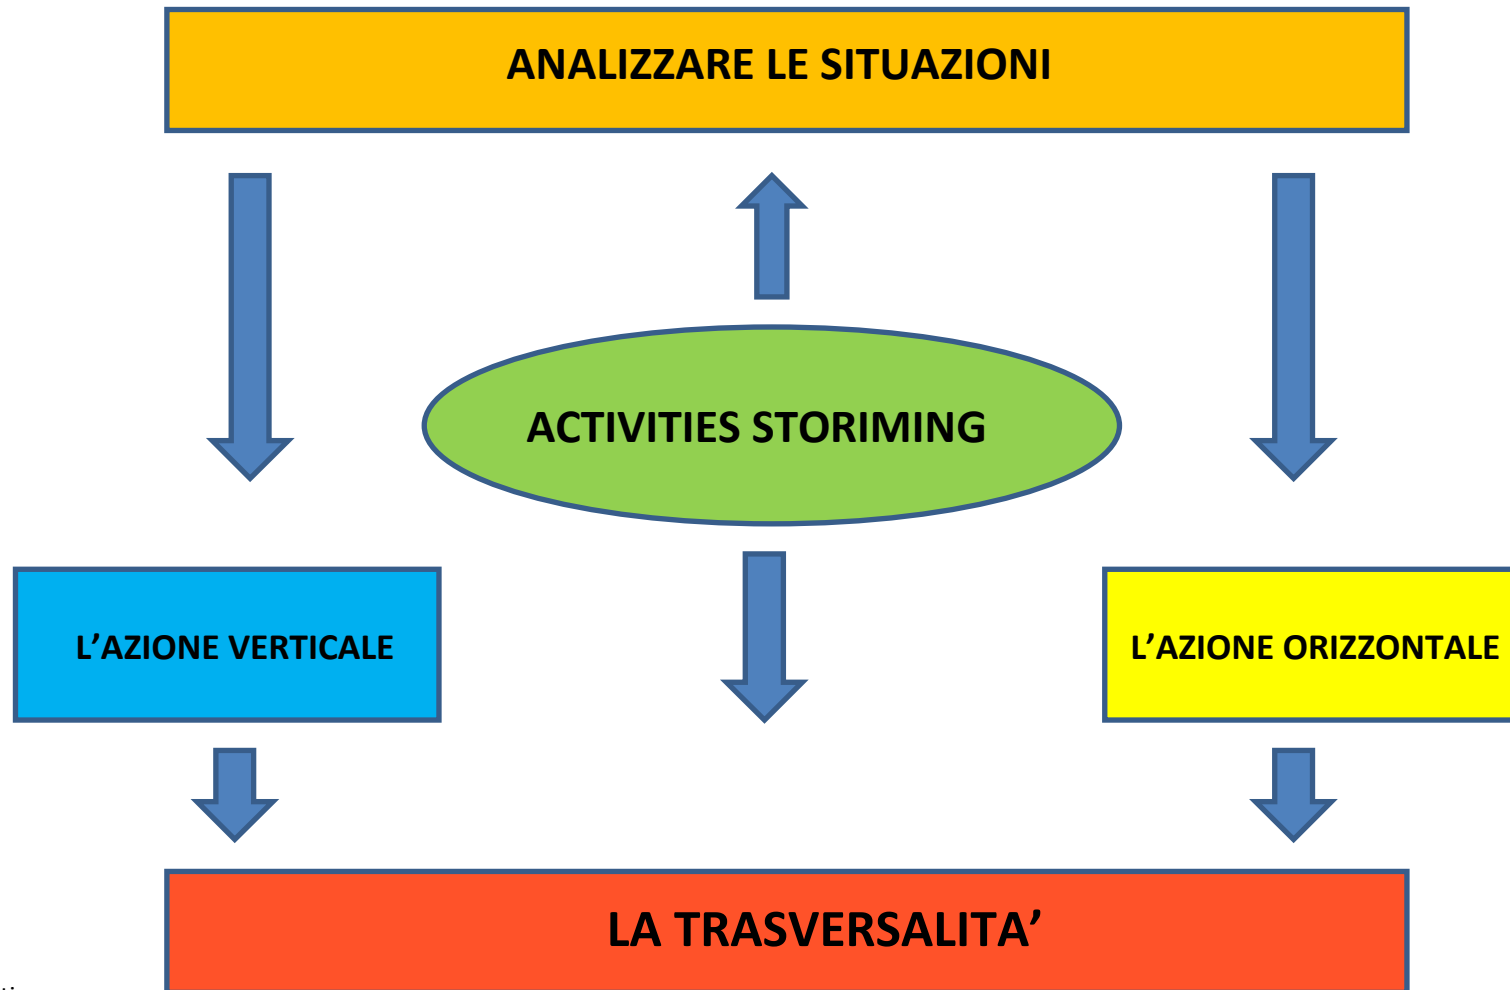 ANALIZZARE LE SITUAZIONI
ACTIVITIES STORIMING
L’AZIONE VERTICALE
L’AZIONE ORIZZONTALE
LA TRASVERSALITA’